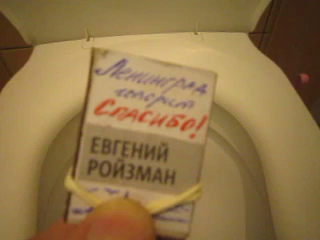 Ленинград
говорит
СПАСИБО!
ЕВГЕНИЙ
РОЙЗМАН